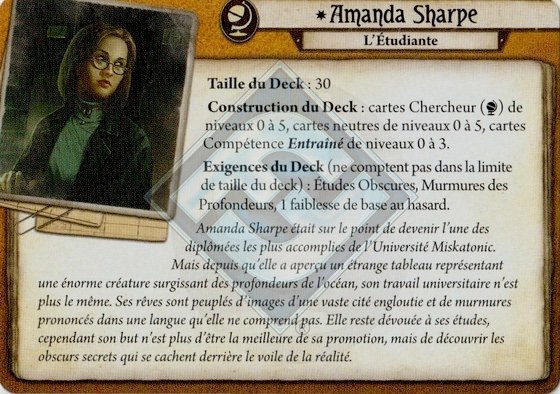 Amanda Sharpe
L'Étudiante
Taille du Deck : 30
Construction du Deck : cartes Chercheur () de
niveaux 0 à 5, cartes neutres de niveaux 0 à 5, cartes
Compétence Entraîné de niveaux 0 à 3.
Exigences du Deck (ne comptent pas dans la limite
de taille du deck) : Études Obscures, Murmures des
Profondeurs, 1 faiblesse de base au hasard.
Amanda Sharpe était sur le point de devenir l'une des
diplômées les plus accomplies de l'Université Miskatonic.
Mais depuis qu'elle a aperçu un étrange tableau représentant
une énorme créature surgissant des profondeurs de l'océan, son travail universitaire n'est
plus le même. Ses rêves sont peuplés d'images d'une vaste cité engloutie et de murmures
prononcés dans une langue qu'elle ne comprend pas. Elle reste dévouée à ses études,
cependant son but n'est plus d'être la meilleure de sa promotion, mais de découvrir les
obscurs secrets qui se cachent derrière le voile de la réalité.